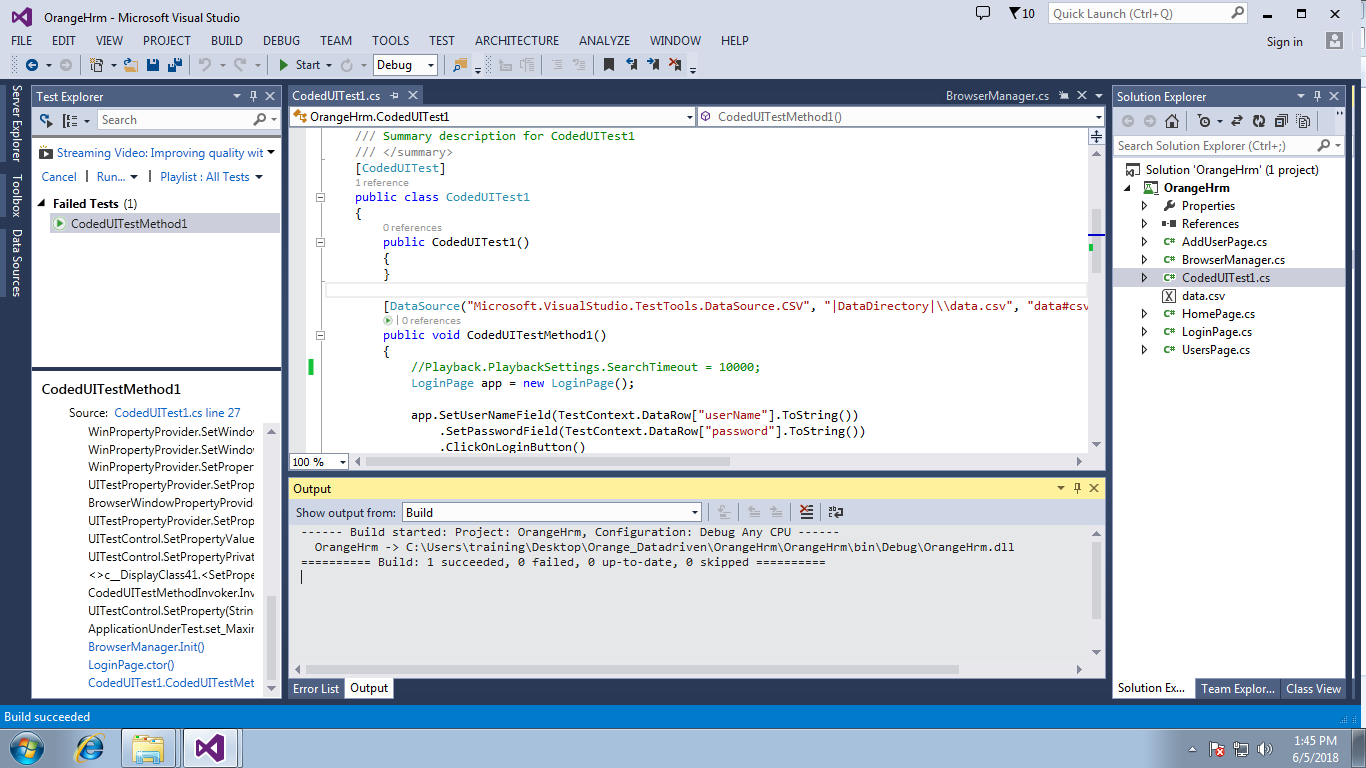 OrangeHrm - Microsoft Visual Studio
10
Quick Launch (Ctrl+Q)
FILE EDIT VIEW PROJECT BUILD DEBUG TEAM TOOLS TEST ARCHITECTURE ANALYZE WINDOW HELP
Sign in
Start
Debug
Server Explorer
Toolbox
Data Sources
Test Explorer
Search
Streaming Video: Improving quality wit
Cancel Run... Playlist : All Tests
Failed Tests (1)
CodedUITestMethod1
CodedUITestMethod1
Source: CodedUITest1.cs line 27
WinPropertyProvider.SetWindov
WinPropertyProvider.SetWindov
WinPropertyProvider.SetProper
UITestPropertyProvider.SetProp
BrowserWindowPropertyProvide
UITestPropertyProvider.SetProp
UITestControl.SetPropertyValue
UITestControl.SetPropertyPrivat
<>c__DisplayClass41.<SetPrope
CodedUITestMethodInvoker.Inv
UITestControl.SetProperty(Strin
ApplicationUnderTest.set_Maxir
BrowserManager.Init()
LoginPage.ctor()
CodedUITest1.CodedUITestMet
CodedUITest1.cs
BrowserManager.cs
OrangeHrm.CodedUITest1
CodedUITestMethod1()
/// Summary description for CodedUITest1
/// </summary>
[CodedUITest]
1 reference
public class CodedUITest1
{
0 references
public CodedUITest1()
{
}
[DataSource("Microsoft.VisualStudio.TestTools.DataSource.CSV", "|DataDirectory|\\data.csv", "data#csv
| 0 references
public void CodedUITestMethod1()
{
//Playback.PlaybackSettings.SearchTimeout = 10000;
LoginPage app = new LoginPage();
app.SetUserNameField(TestContext.DataRow["userName"].ToString())
.SetPasswordField(TestContext.DataRow["password"].ToString())
.ClickOnLoginButton()
100 %
Output
Show output from: Build
------ Build started: Project: OrangeHrm, Configuration: Debug Any CPU ------
OrangeHrm -> C:\Users\training\Desktop\Orange_Datadriven\OrangeHrm\OrangeHrm\bin\Debug\OrangeHrm.dll
========== Build: 1 succeeded, 0 failed, 0 up-to-date, 0 skipped ==========
Error List Output
Solution Explorer
Search Solution Explorer (Ctrl+;)
Solution 'OrangeHrm' (1 project)
OrangeHrm
Properties
References
C# AddUserPage.cs
C# BrowserManager.cs
C# CodedUITest1.cs
data.csv
C# HomePage.cs
C# LoginPage.cs
C# UsersPage.cs
Solution Ex... Team Explor... Class View
Build succeeded
1:45 PM
6/5/2018